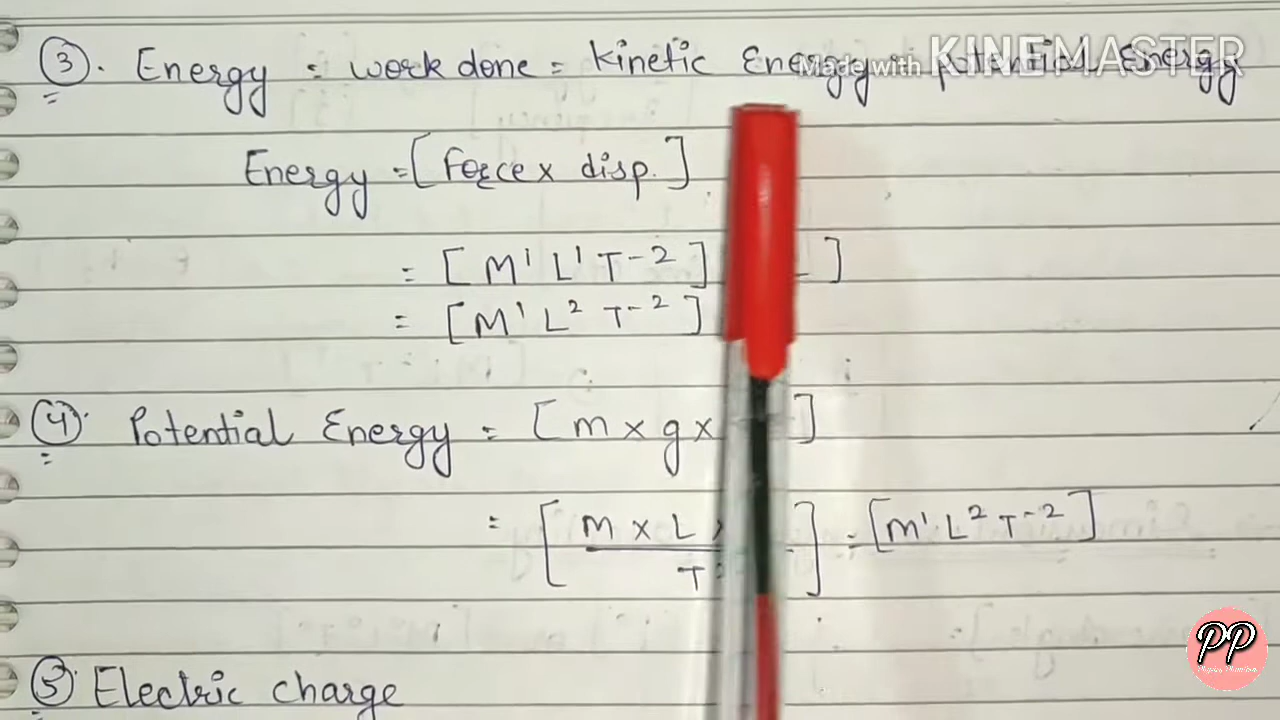 ③. Energy = work done = kinetic Energy = potential Energy
Made with KINEMASTER
Energy = [Force x disp.]
= [M¹ L¹ T⁻²] ]
= [M¹ L² T⁻²]
④. Potential Energy = [m x g x ]
= [M x L / T ] = [M¹ L² T⁻²]
PP
⑤ Electric charge